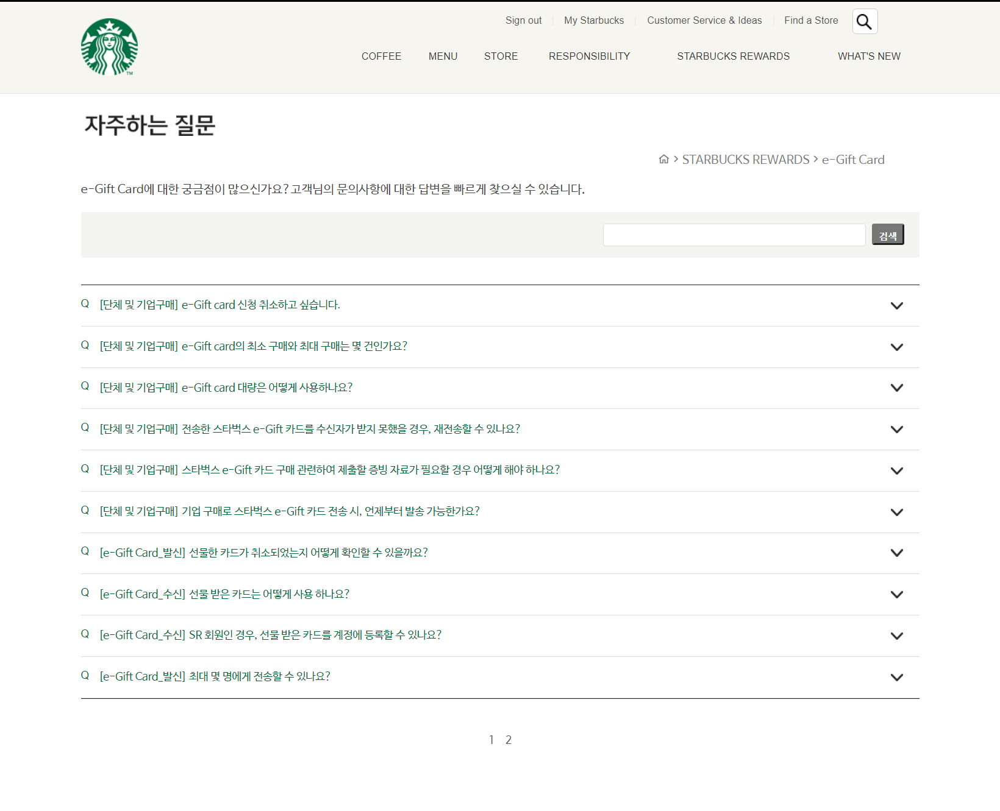 Sign out | My Starbucks | Customer Service & Ideas | Find a Store
COFFEE MENU STORE RESPONSIBILITY STARBUCKS REWARDS WHAT'S NEW
TM
자주하는 질문
> STARBUCKS REWARDS > e-Gift Card
e-Gift Card에 대한 궁금점이 많으신가요? 고객님의 문의사항에 대한 답변을 빠르게 찾으실 수 있습니다.
검색
Q [단체 및 기업구매] e-Gift card 신청 취소하고 싶습니다.
Q [단체 및 기업구매] e-Gift card의 최소 구매와 최대 구매는 몇 건인가요?
Q [단체 및 기업구매] e-Gift card 대량은 어떻게 사용하나요?
Q [단체 및 기업구매] 전송한 스타벅스 e-Gift 카드를 수신자가 받지 못했을 경우, 재전송할 수 있나요?
Q [단체 및 기업구매] 스타벅스 e-Gift 카드 구매 관련하여 제출할 증빙 자료가 필요할 경우 어떻게 해야 하나요?
Q [단체 및 기업구매] 기업 구매로 스타벅스 e-Gift 카드 전송 시, 언제부터 발송 가능한가요?
Q [e-Gift Card_발신] 선물한 카드가 취소되었는지 어떻게 확인할 수 있을까요?
Q [e-Gift Card_수신] 선물 받은 카드는 어떻게 사용 하나요?
Q [e-Gift Card_수신] SR 회원인 경우, 선물 받은 카드를 계정에 등록할 수 있나요?
Q [e-Gift Card_발신] 최대 몇 명에게 전송할 수 있나요?
1 2